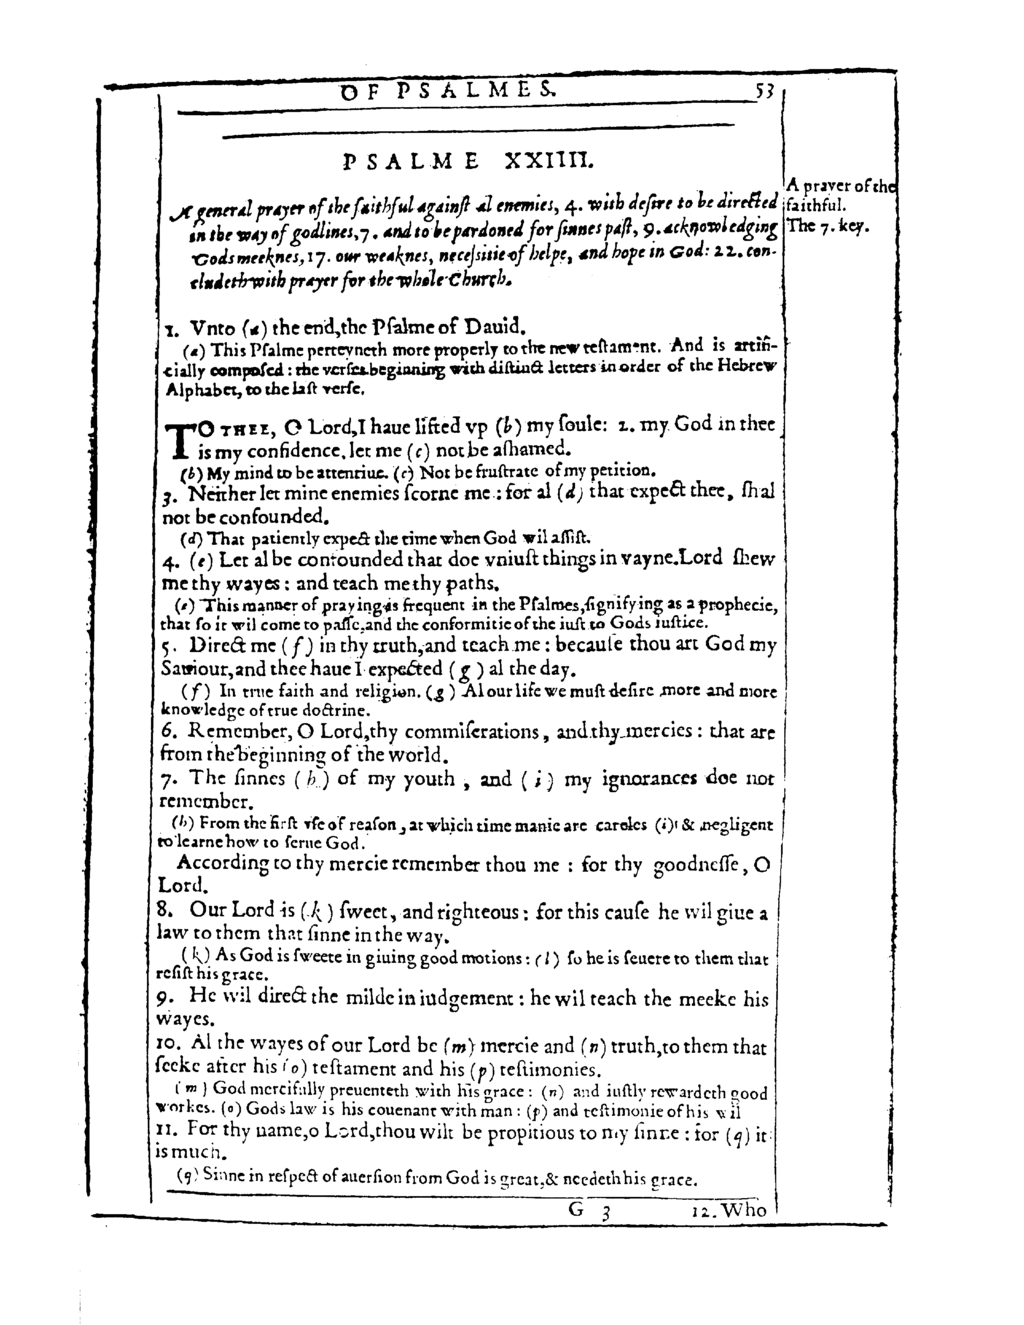 OF PSALMES. 53
PSALME XXIIII.
A general prayer of the faithful against al enemies, 4. with desire to be directed
in the way of godlines, 7. and to be pardoned for sinnes past, 9. acknowledging
Gods meeknes, 17. our weaknes, necessitie of helpe, and hope in God: 22. con-
cludeth with prayer for the whole Church.
A prayer of the
faithful.
The 7. key.
1. Vnto (a) the end, the Psalme of Dauid.
(a) This Psalme perteyneth more properly to the new testament. And is artifi-
cially composed : the verses beginning with distinct letters in order of the Hebrew
Alphabet, to the last verse.
TO THEE, O Lord, I haue lifted vp (b) my soule: 2. my God in thee
is my confidence, let me (c) not be ashamed.
(b) My mind to be attentiue. (c) Not be frustrate of my petition.
3. Neither let mine enemies scorne me : for al (d) that expect thee, shal
not be confounded.
(d) That patiently expect the time when God wil assist.
4. (e) Let al be confounded that doe vniust things in vayne. Lord shew
me thy wayes : and teach me thy paths.
(e) This manner of praying is frequent in the Psalmes, signifying as a prophecie,
that so it wil come to passe, and the conformitie of the iust to Gods iustice.
5. Direct me (f) in thy truth, and teach me : because thou art God my
Sauiour, and thee haue I expected (g) al the day.
(f) In true faith and religion. (g) Al our life we must desire more and more
knowledge of true doctrine.
6. Remember, O Lord, thy commiserations, and thy mercies : that are
from the beginning of the world.
7. The sinnes (h) of my youth, and (i) my ignorances doe not
remember.
(h) From the first vse of reason, at which time manie are careles (i) & negligent
to learne how to serue God.
According to thy mercie remember thou me : for thy goodnesse, O
Lord.
8. Our Lord is (k) sweet, and righteous : for this cause he wil giue a
law to them that sinne in the way.
(k) As God is sweete in giuing good motions: (l) so he is seuere to them that
resist his grace.
9. He wil direct the milde in iudgement : he wil teach the meeke his
wayes.
10. Al the wayes of our Lord be (m) mercie and (n) truth, to them that
seeke after his (o) testament and his (p) testimonies.
(m) God mercifully preuenteth with his grace : (n) and iustly rewardeth good
workes. (o) Gods law is his couenant with man : (p) and testimonie of his wil
11. For thy name, o Lord, thou wilt be propitious to my sinne : for (q) it
is much.
(q) Sinne in respect of auersion from God is great, & needeth his grace.
G 3 12. Who